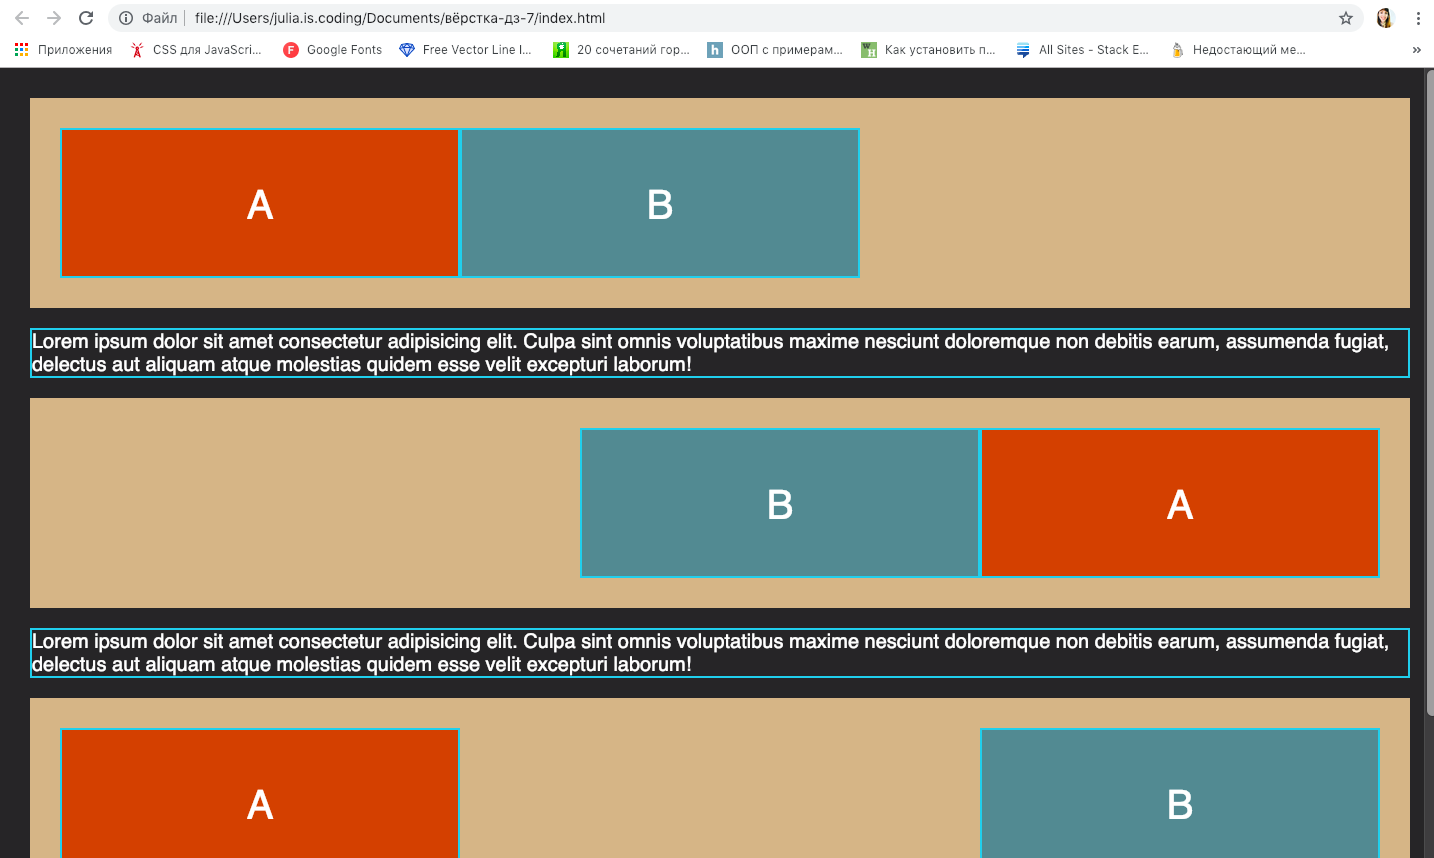 Файл | file:///Users/julia.is.coding/Documents/вёрстка-дз-7/index.html
Приложения CSS для JavaScri... Google Fonts Free Vector Line I... 20 сочетаний гор... ООП с примерам... Как установить п... All Sites - Stack E... Недостающий ме... »
A B
Lorem ipsum dolor sit amet consectetur adipisicing elit. Culpa sint omnis voluptatibus maxime nesciunt doloremque non debitis earum, assumenda fugiat,
delectus aut aliquam atque molestias quidem esse velit excepturi laborum!
B A
Lorem ipsum dolor sit amet consectetur adipisicing elit. Culpa sint omnis voluptatibus maxime nesciunt doloremque non debitis earum, assumenda fugiat,
delectus aut aliquam atque molestias quidem esse velit excepturi laborum!
A B